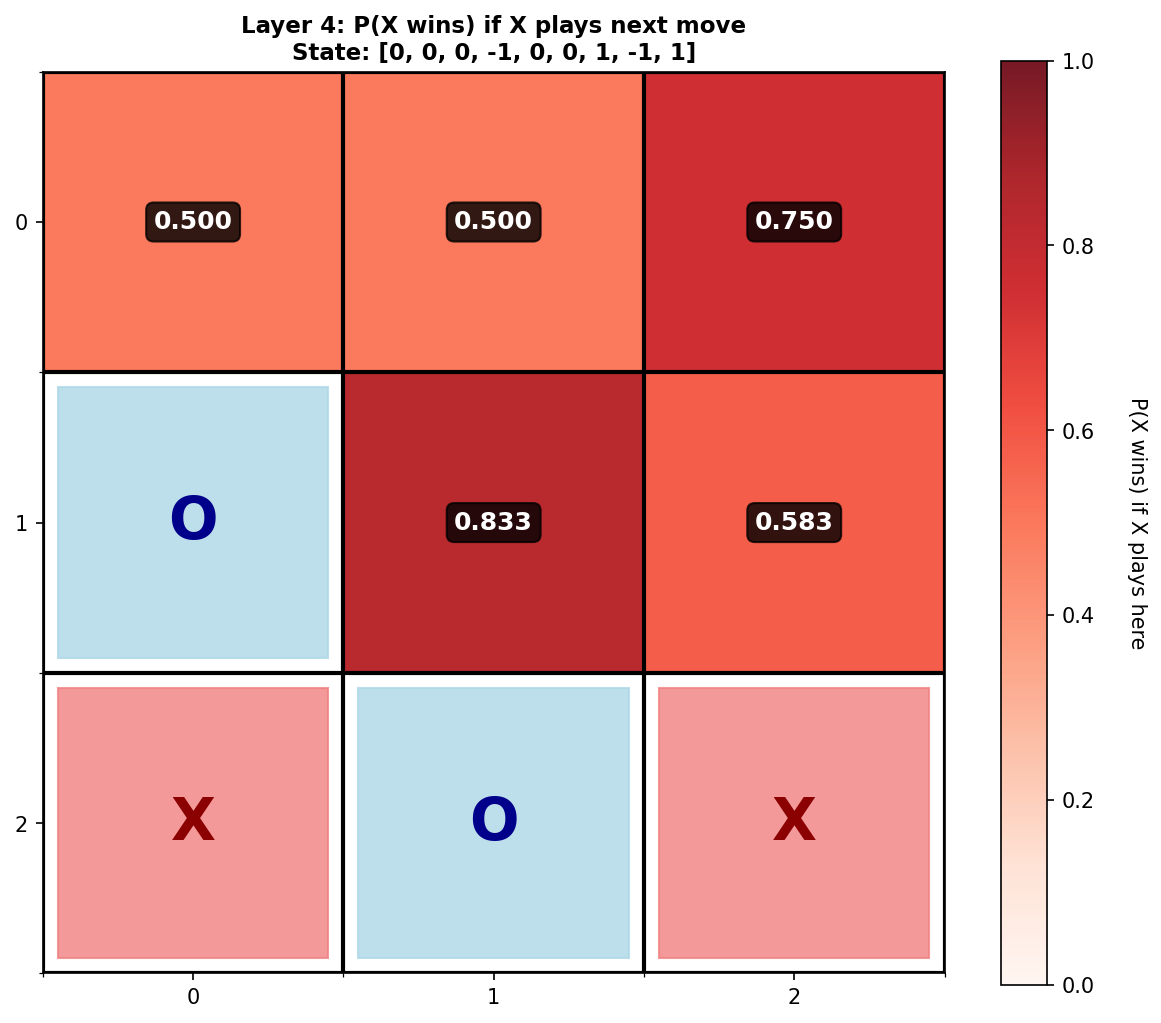 Layer 4: P(X wins) if X plays next move
State: [0, 0, 0, -1, 0, 0, 1, -1, 1]
0.500 0.500 0.750
O 0.833 0.583
X O X
0
1
2
0 1 2
1.0
0.8
0.6
0.4
0.2
0.0
P(X wins) if X plays here